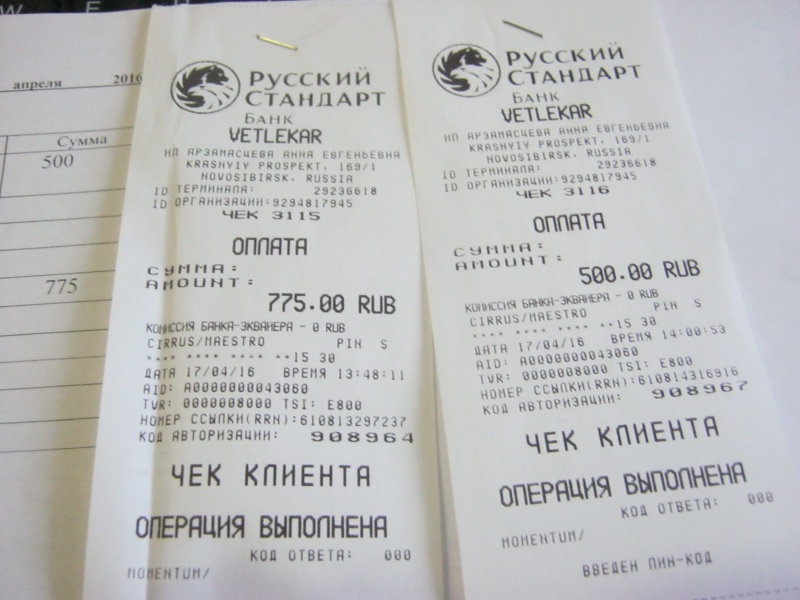 W E
апреля 2016
Сумма
500
775
РУССКИЙ
СТАНДАРТ
БАНК
VETLEKAR
ИП АРЗАМАСЦЕВА АННА ЕВГЕНЬЕВНА
KRASHYIY PROSPEKT, 169/1
NOVOSIBIRSK, RUSSIA
ID ТЕРМИНАЛА: 29236618
ID ОРГАНИЗАЦИИ:9294817945
ЧЕК 3115
ОПЛАТА
СУММА:
AMOUNT:
775.00 RUB
КОМИССИЯ БАНКА-ЭКВАЙЕРА - 0 RUB
CIRRUS/MAESTRO PIN S
**** **** **** **15 30
ДАТА 17/04/16 ВРЕМЯ 13:48:11
AID: A0000000043060
TVR: 0000008000 TSI: E800
НОМЕР ССЫЛКИ(RRN):610813297237
КОД АВТОРИЗАЦИИ: 908964
ЧЕК КЛИЕНТА
ОПЕРАЦИЯ ВЫПОЛНЕНА
КОД ОТВЕТА: 000
MOMENTUM/
РУССКИЙ
СТАНДАРТ
БАНК
VETLEKAR
ИП АРЗАМАСЦЕВА АННА ЕВГЕНЬЕВНА
KRASHYIY PROSPEKT, 169/1
NOVOSIBIRSK, RUSSIA
ID ТЕРМИНАЛА: 29236618
ID ОРГАНИЗАЦИИ:9294817945
ЧЕК 3116
ОПЛАТА
СУММА:
AMOUNT:
500.00 RUB
КОМИССИЯ БАНКА-ЭКВАЙЕРА - 0 RUB
CIRRUS/MAESTRO PIN S
**** **** **** **15 30
ДАТА 17/04/16 ВРЕМЯ 14:00:53
AID: A0000000043060
TVR: 0000008000 TSI: E800
НОМЕР ССЫЛКИ(RRN):610814316916
КОД АВТОРИЗАЦИИ: 908967
ЧЕК КЛИЕНТА
ОПЕРАЦИЯ ВЫПОЛНЕНА
КОД ОТВЕТА: 000
MOMENTUM/
ВВЕДЕН ПИН-КОД